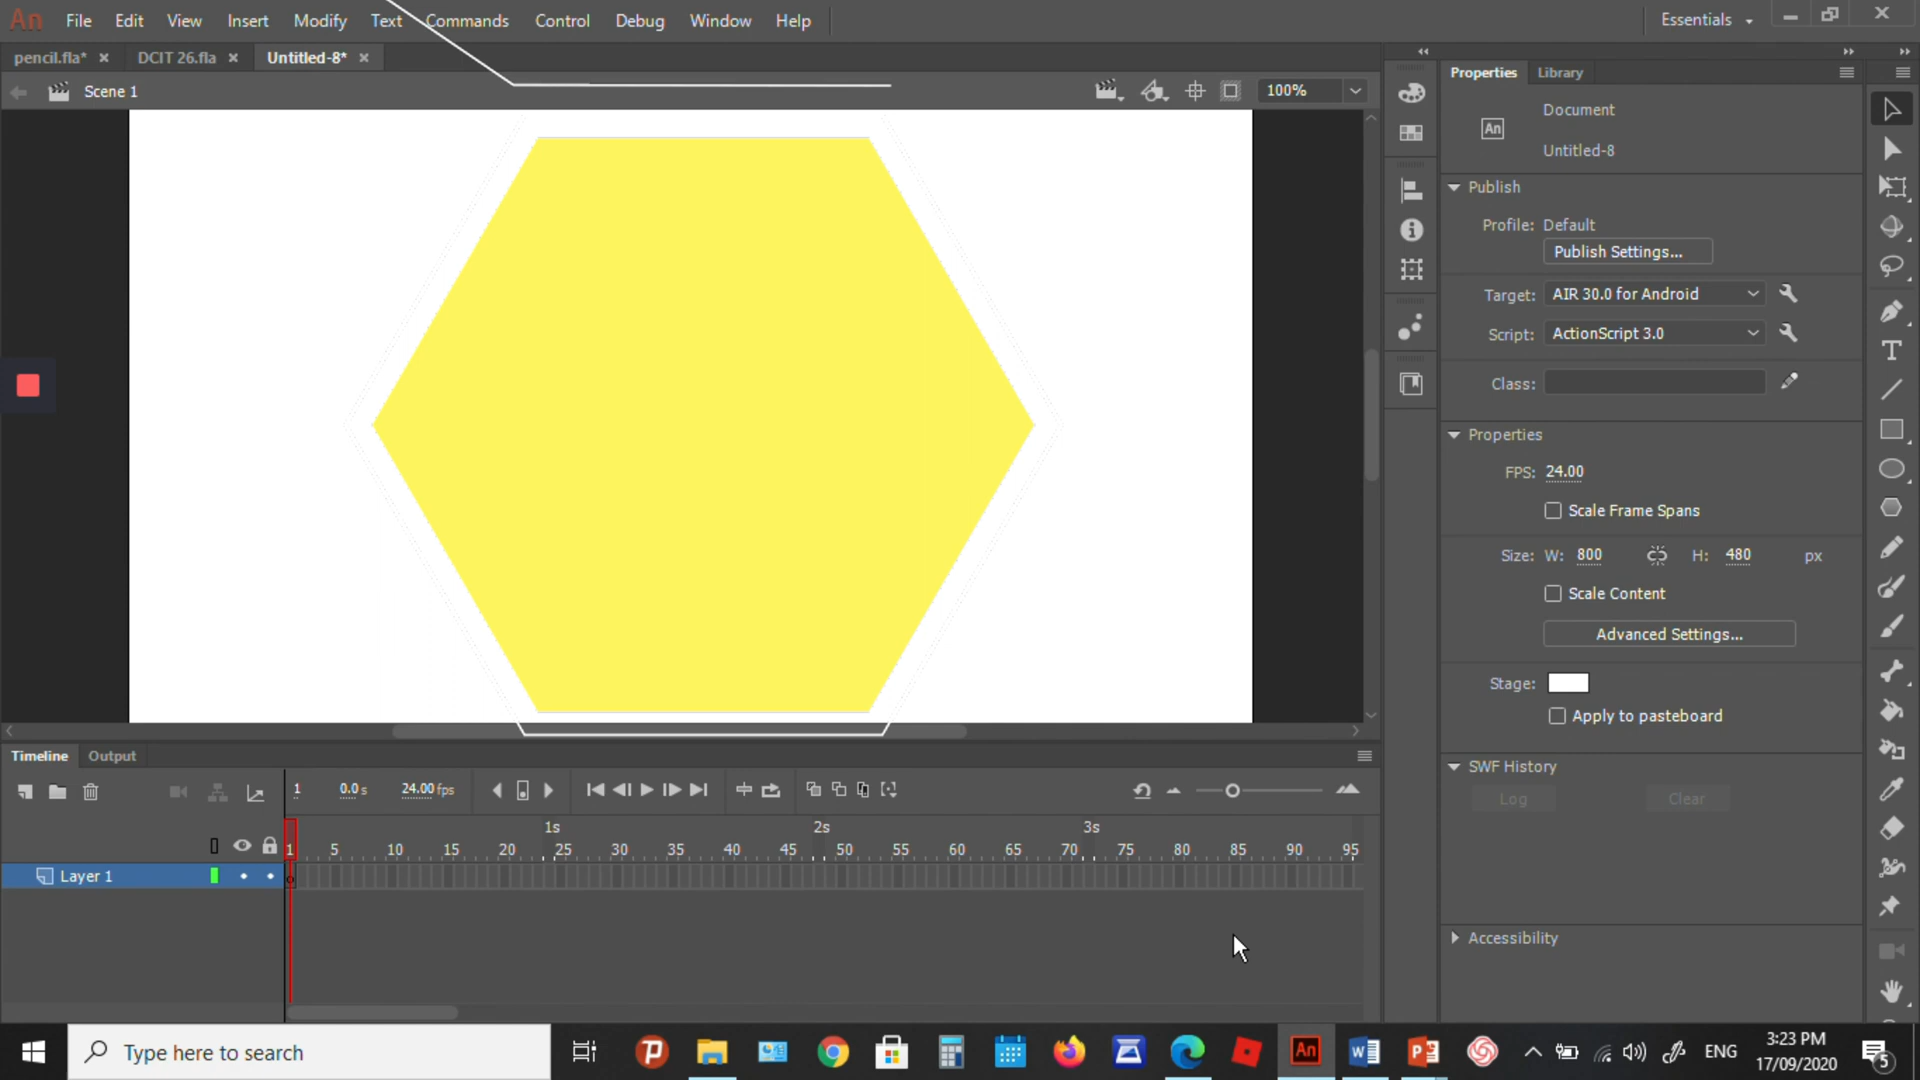 An File Edit View Insert Modify Text Commands Control Debug Window Help Essentials
pencil.fla* × DCIT 26.fla × Untitled-8* ×
Scene 1 100%
Properties Library
Document
An
Untitled-8
Publish
Profile: Default
Publish Settings...
Target: AIR 30.0 for Android
Script: ActionScript 3.0
Class:
Properties
FPS: 24.00
Scale Frame Spans
Size: W: 800 H: 480 px
Scale Content
Advanced Settings...
Stage:
Apply to pasteboard
SWF History
Log Clear
Accessibility
Timeline Output
1 0.0 s 24.00 fps
1s 2s 3s
1 5 10 15 20 25 30 35 40 45 50 55 60 65 70 75 80 85 90 95
Layer 1
Type here to search
An
ENG
3:23 PM
17/09/2020
5